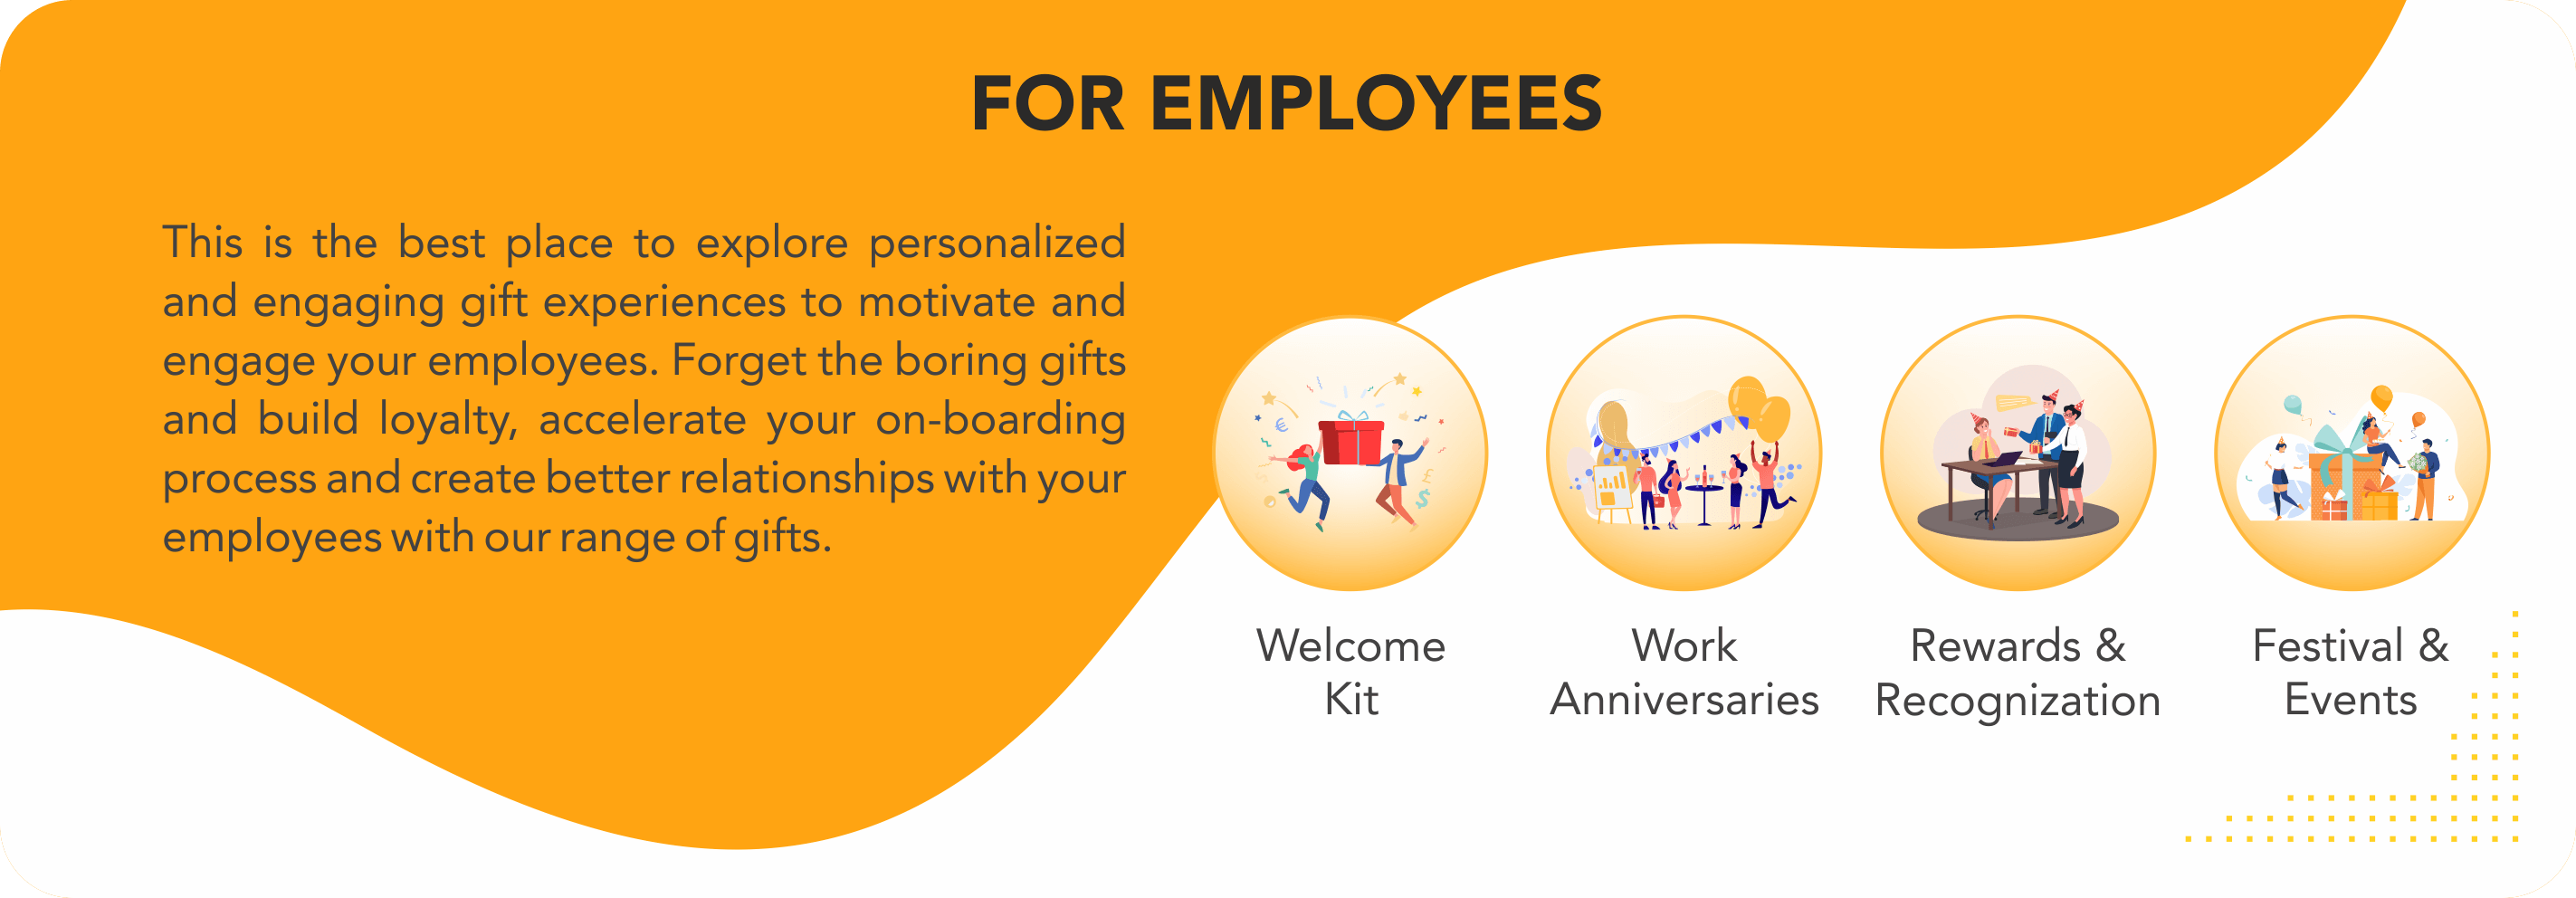 FOR EMPLOYEES
This is the best place to explore personalized
and engaging gift experiences to motivate and
engage your employees. Forget the boring gifts
and build loyalty, accelerate your on-boarding
process and create better relationships with your
employees with our range of gifts.
Welcome
Kit
Work
Anniversaries
Rewards &
Recognization
Festival &
Events